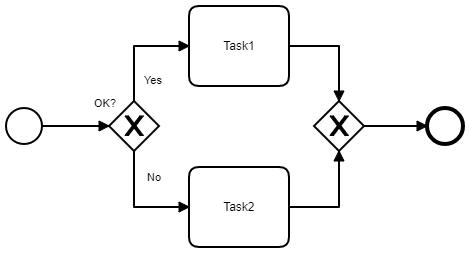 Task1
Yes
OK?
No
Task2